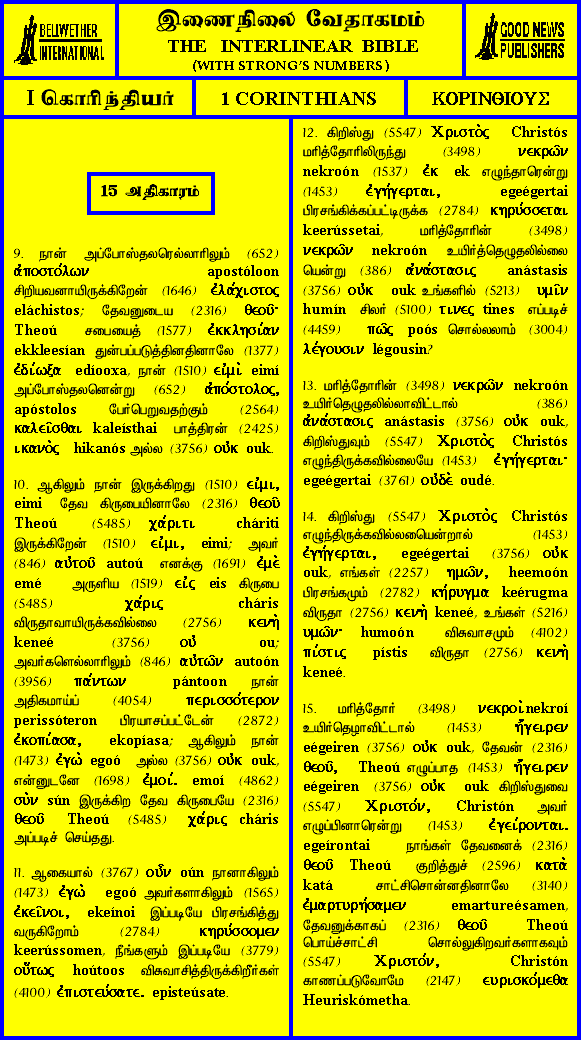 BELLWETHER
INTERNATIONAL
இணைநிலை வேதாகமம்
THE INTERLINEAR BIBLE
(WITH STRONG'S NUMBERS)
GOOD NEWS
PUBLISHERS
I கொரிந்தியர்
1 CORINTHIANS
ΚΟΡΙΝΘΙΟΥΣ
15 அதிகாரம்
9. நான் அப்போஸ்தலரெல்லாரிலும் (652)
ἀποστόλων apostóloon
சிறியவனாயிருக்கிறேன் (1646) ἐλάχιστος
eláchistos; தேவனுடைய (2316) θεοῦ·
Theoú சபையைத் (1577) ἐκκλησίαν
ekkleesían துன்பப்படுத்தினதினாலே (1377)
ἐδίωξα edíooxa, நான் (1510) εἰμὶ eimí
அப்போஸ்தலனென்று (652) ἀπόστολος,
apóstolos பேர்பெறுவதற்கும் (2564)
καλεῖσθαι kaleísthai பாத்திரன் (2425)
ικανὸς hikanós அல்ல (3756) οὐκ ouk.
10. ஆகிலும் நான் இருக்கிறது (1510) εἰμι,
eimi தேவ கிருபையினாலே (2316) θεοῦ
Theoú (5485) χάριτι cháriti
இருக்கிறேன் (1510) εἰμι, eimi; அவர்
(846) αὐτοῦ autoú எனக்கு (1691) ἐμὲ
emé அருளிய (1519) εἰς eis கிருபை
(5485) χάρις cháris
விருதாவாயிருக்கவில்லை (2756) κενὴ
keneé (3756) οὐ ou;
அவர்களெல்லாரிலும் (846) αὐτῶν autoón
(3956) πάντων pántoon நான்
அதிகமாய்ப் (4054) περισσότερον
perissóteron பிரயாசப்பட்டேன் (2872)
ἐκοπίασα, ekopíasa; ஆகிலும் நான்
(1473) ἐγὼ egoó அல்ல (3756) οὐκ ouk,
என்னுடனே (1698) ἐμοί. emoí (4862)
σὺν sún இருக்கிற தேவ கிருபையே (2316)
θεοῦ Theoú (5485) χάρις cháris
அப்படிச் செய்தது.
11. ஆகையால் (3767) οὖν oún நானாகிலும்
(1473) ἐγὼ egoó அவர்களாகிலும் (1565)
ἐκεῖνοι, ekeínoi இப்படியே பிரசங்கித்து
வருகிறோம் (2784) κηρύσσομεν
keerússomen, நீங்களும் இப்படியே (3779)
οὕτως hoútoos விசுவாசித்திருக்கிறீர்கள்
(4100) ἐπιστεύσατε. episteúsate.
12. கிறிஸ்து (5547) Χριστὸς Christós
மரித்தோரிலிருந்து (3498) νεκρῶν
nekroón (1537) ἐκ ek எழுந்தாரென்று
(1453) ἐγήγερται, egeégertai
பிரசங்கிக்கப்பட்டிருக்க (2784) κηρύσσεται
keerússetai, மரித்தோரின் (3498)
νεκρῶν nekroón உயிர்த்தெழுதலில்லை
யென்று (386) ἀνάστασις anástasis
(3756) οὐκ ouk உங்களில் (5213) υμῖν
humín சிலர் (5100) τινες tines எப்படிச்
(4459) πῶς poós சொல்லலாம் (3004)
λέγουσιν légousin?
13. மரித்தோரின் (3498) νεκρῶν nekroón
உயிர்த்தெழுதலில்லாவிட்டால் (386)
ἀνάστασις anástasis (3756) οὐκ ouk,
கிறிஸ்துவும் (5547) Χριστὸς Christós
எழுந்திருக்கவில்லையே (1453) ἐγήγερται·
egeégertai (3761) οὐδὲ oudé.
14. கிறிஸ்து (5547) Χριστὸς Christós
எழுந்திருக்கவில்லையென்றால் (1453)
ἐγήγερται, egeégertai (3756) οὐκ
ouk, எங்கள் (2257) ημῶν, heemoón
பிரசங்கமும் (2782) κήρυγμα keérugma
விருதா (2756) κενὴ keneé, உங்கள் (5216)
υμῶν· humoón விசுவாசமும் (4102)
πίστις pístis விருதா (2756) κενὴ
keneé.
15. மரித்தோர் (3498) νεκροὶ nekroí
உயிர்த்தெழாவிட்டால் (1453) ἤγειρεν
eégeiren (3756) οὐκ ouk, தேவன் (2316)
θεοῦ, Theoú எழுப்பாத (1453) ἤγειρεν
eégeiren (3756) οὐκ ouk கிறிஸ்துவை
(5547) Χριστόν, Christón அவர்
எழுப்பினாரென்று (1453) ἐγείρονται.
egeírontai நாங்கள் தேவனைக் (2316)
θεοῦ Theoú குறித்துச் (2596) κατὰ
katá சாட்சிசொன்னதினாலே (3140)
ἐμαρτυρήσαμεν emartureésamen,
தேவனுக்காகப் (2316) θεοῦ Theoú
பொய்ச்சாட்சி சொல்லுகிறவர்களாகவும்
(5547) Χριστόν, Christón
காணப்படுவோமே (2147) ευρισκόμεθα
Heuriskómetha.